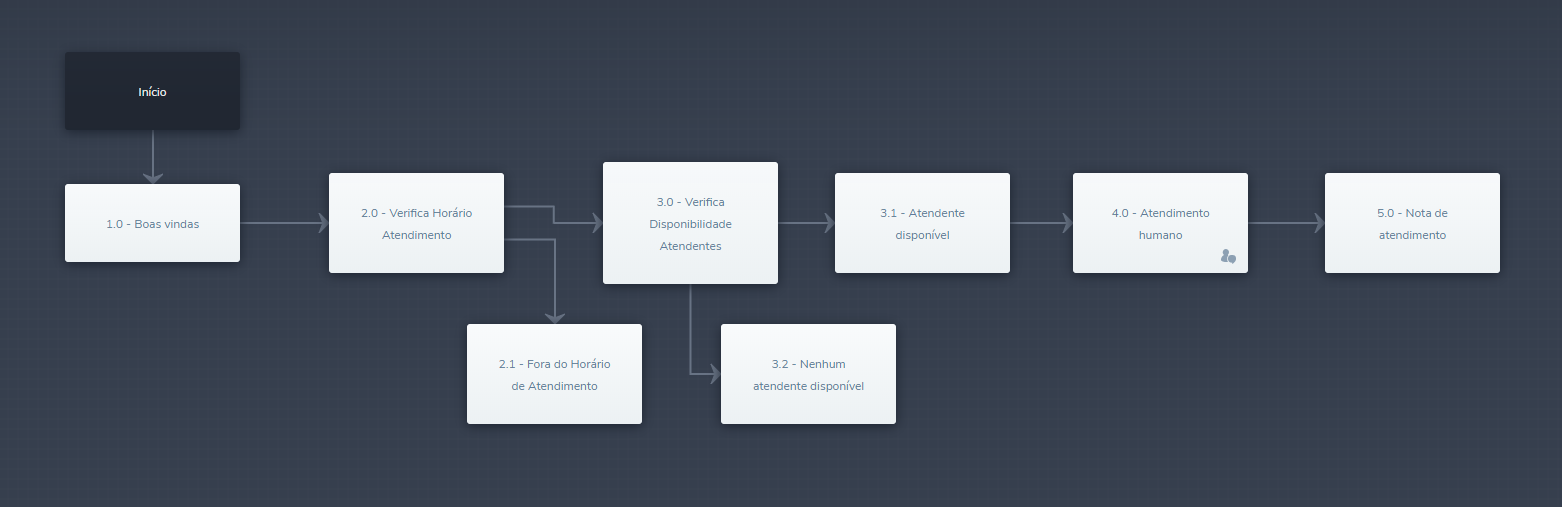 Início
1.0 - Boas vindas
2.0 - Verifica Horário
Atendimento
3.0 - Verifica
Disponibilidade
Atendentes
3.1 - Atendente
disponível
4.0 - Atendimento
humano
5.0 - Nota de
atendimento
2.1 - Fora do Horário
de Atendimento
3.2 - Nenhum
atendente disponível